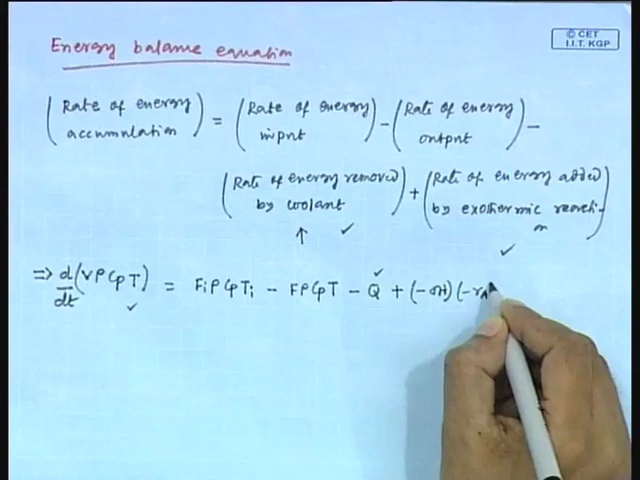 Energy balance equation
© CET
I.I.T. KGP
(Rate of energy accumulation) = (Rate of energy input) - (Rate of energy output) -
(Rate of energy removed by coolant) + (Rate of energy added by exothermic reaction)
↑ ✓ ✓
⇒ d/dt (VρCpT) = FiρCpTi - FρCpT - Q + (-ΔH)(-rA